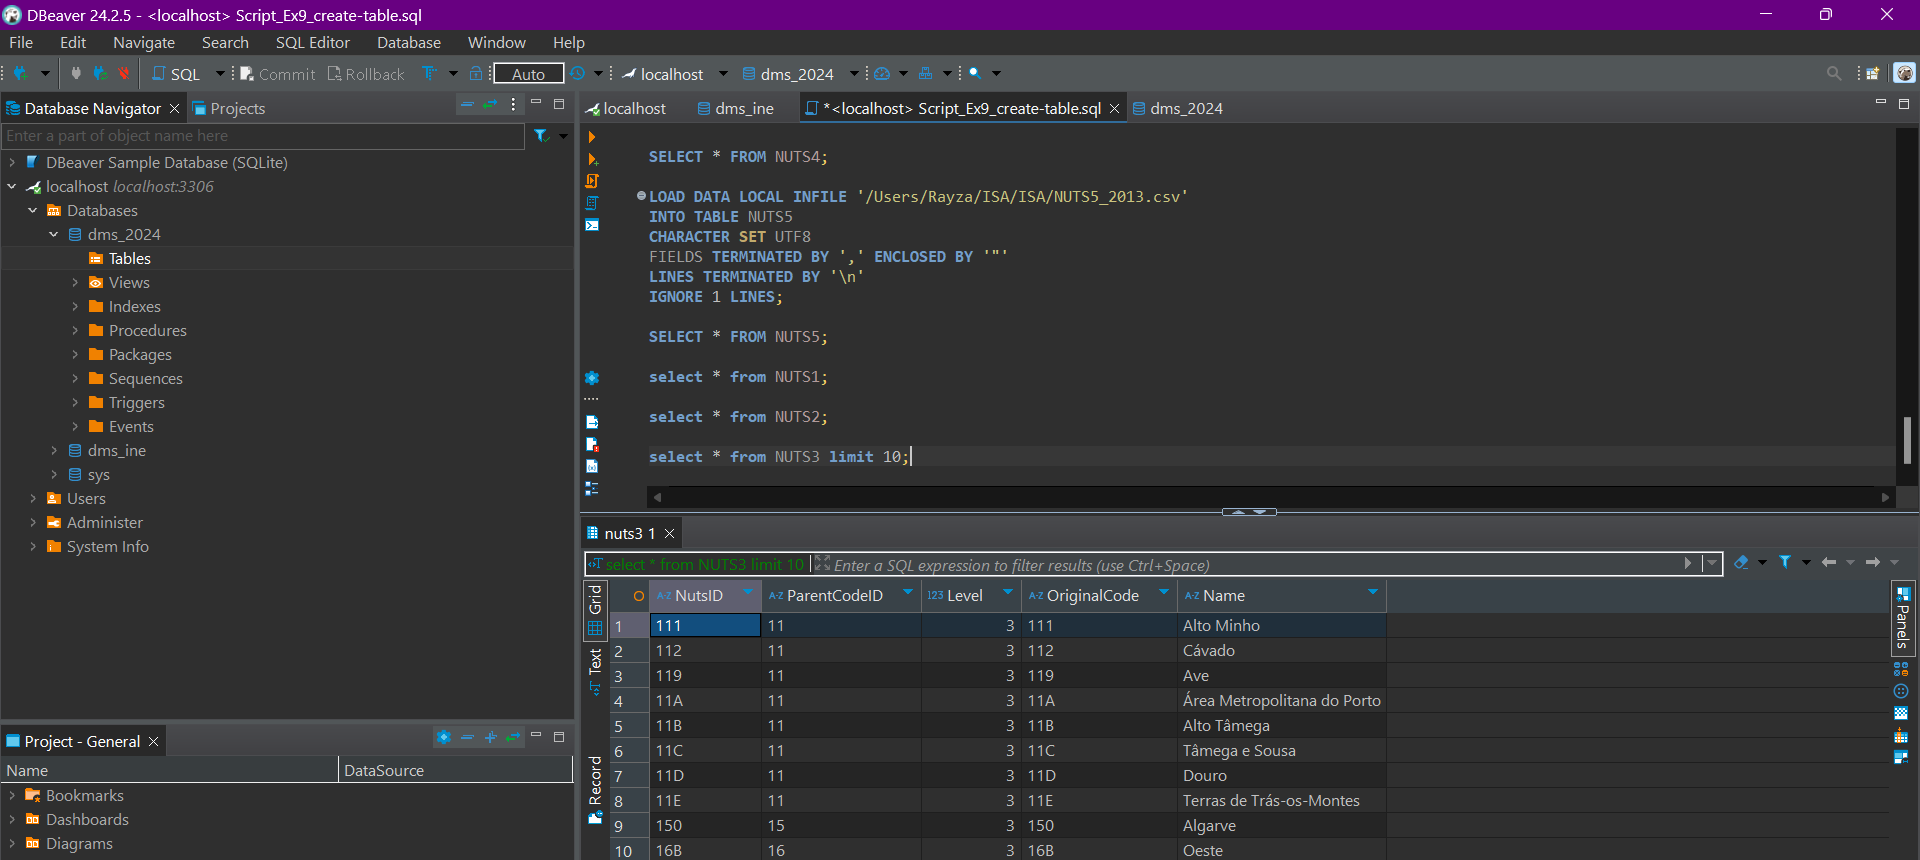 DBeaver 24.2.5 - <localhost> Script_Ex9_create-table.sql
File Edit Navigate Search SQL Editor Database Window Help
SQL Commit Rollback Auto localhost dms_2024
Database Navigator Projects
Enter a part of object name here
DBeaver Sample Database (SQLite)
localhost localhost:3306
Databases
dms_2024
Tables
Views
Indexes
Procedures
Packages
Sequences
Triggers
Events
dms_ine
sys
Users
Administer
System Info
Project - General
Name DataSource
Bookmarks
Dashboards
Diagrams
localhost dms_ine *<localhost> Script_Ex9_create-table.sql dms_2024
SELECT * FROM NUTS4;
LOAD DATA LOCAL INFILE '/Users/Rayza/ISA/ISA/NUTS5_2013.csv'
INTO TABLE NUTS5
CHARACTER SET UTF8
FIELDS TERMINATED BY ',' ENCLOSED BY '"'
LINES TERMINATED BY '\n'
IGNORE 1 LINES;
SELECT * FROM NUTS5;
select * from NUTS1;
select * from NUTS2;
select * from NUTS3 limit 10;
nuts3 1
select * from NUTS3 limit 10 Enter a SQL expression to filter results (use Ctrl+Space)
Grid
Text
Record
Panels
A-Z NutsID A-Z ParentCodeID 123 Level A-Z OriginalCode A-Z Name
1 111 11 3 111 Alto Minho
2 112 11 3 112 Cávado
3 119 11 3 119 Ave
4 11A 11 3 11A Área Metropolitana do Porto
5 11B 11 3 11B Alto Tâmega
6 11C 11 3 11C Tâmega e Sousa
7 11D 11 3 11D Douro
8 11E 11 3 11E Terras de Trás-os-Montes
9 150 15 3 150 Algarve
10 16B 16 3 16B Oeste